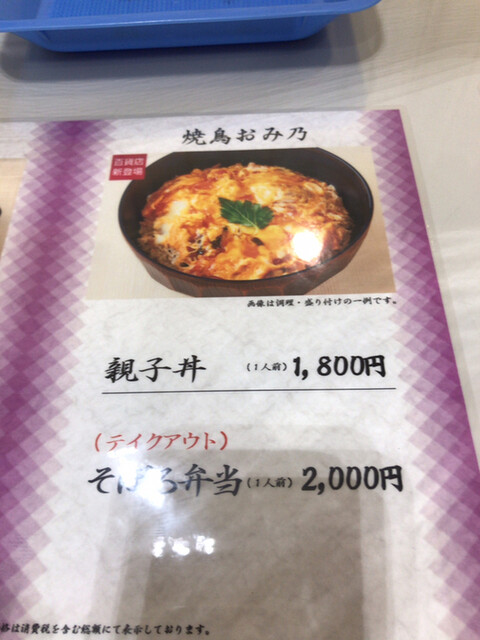 焼鳥おみ乃
百貨店
新登場
画像は調理・盛り付けの一例です。
親子丼 (1人前) 1,800円
(テイクアウト)
そぼろ弁当 (1人前) 2,000円
格は消費税を含む総額にて表示しております。